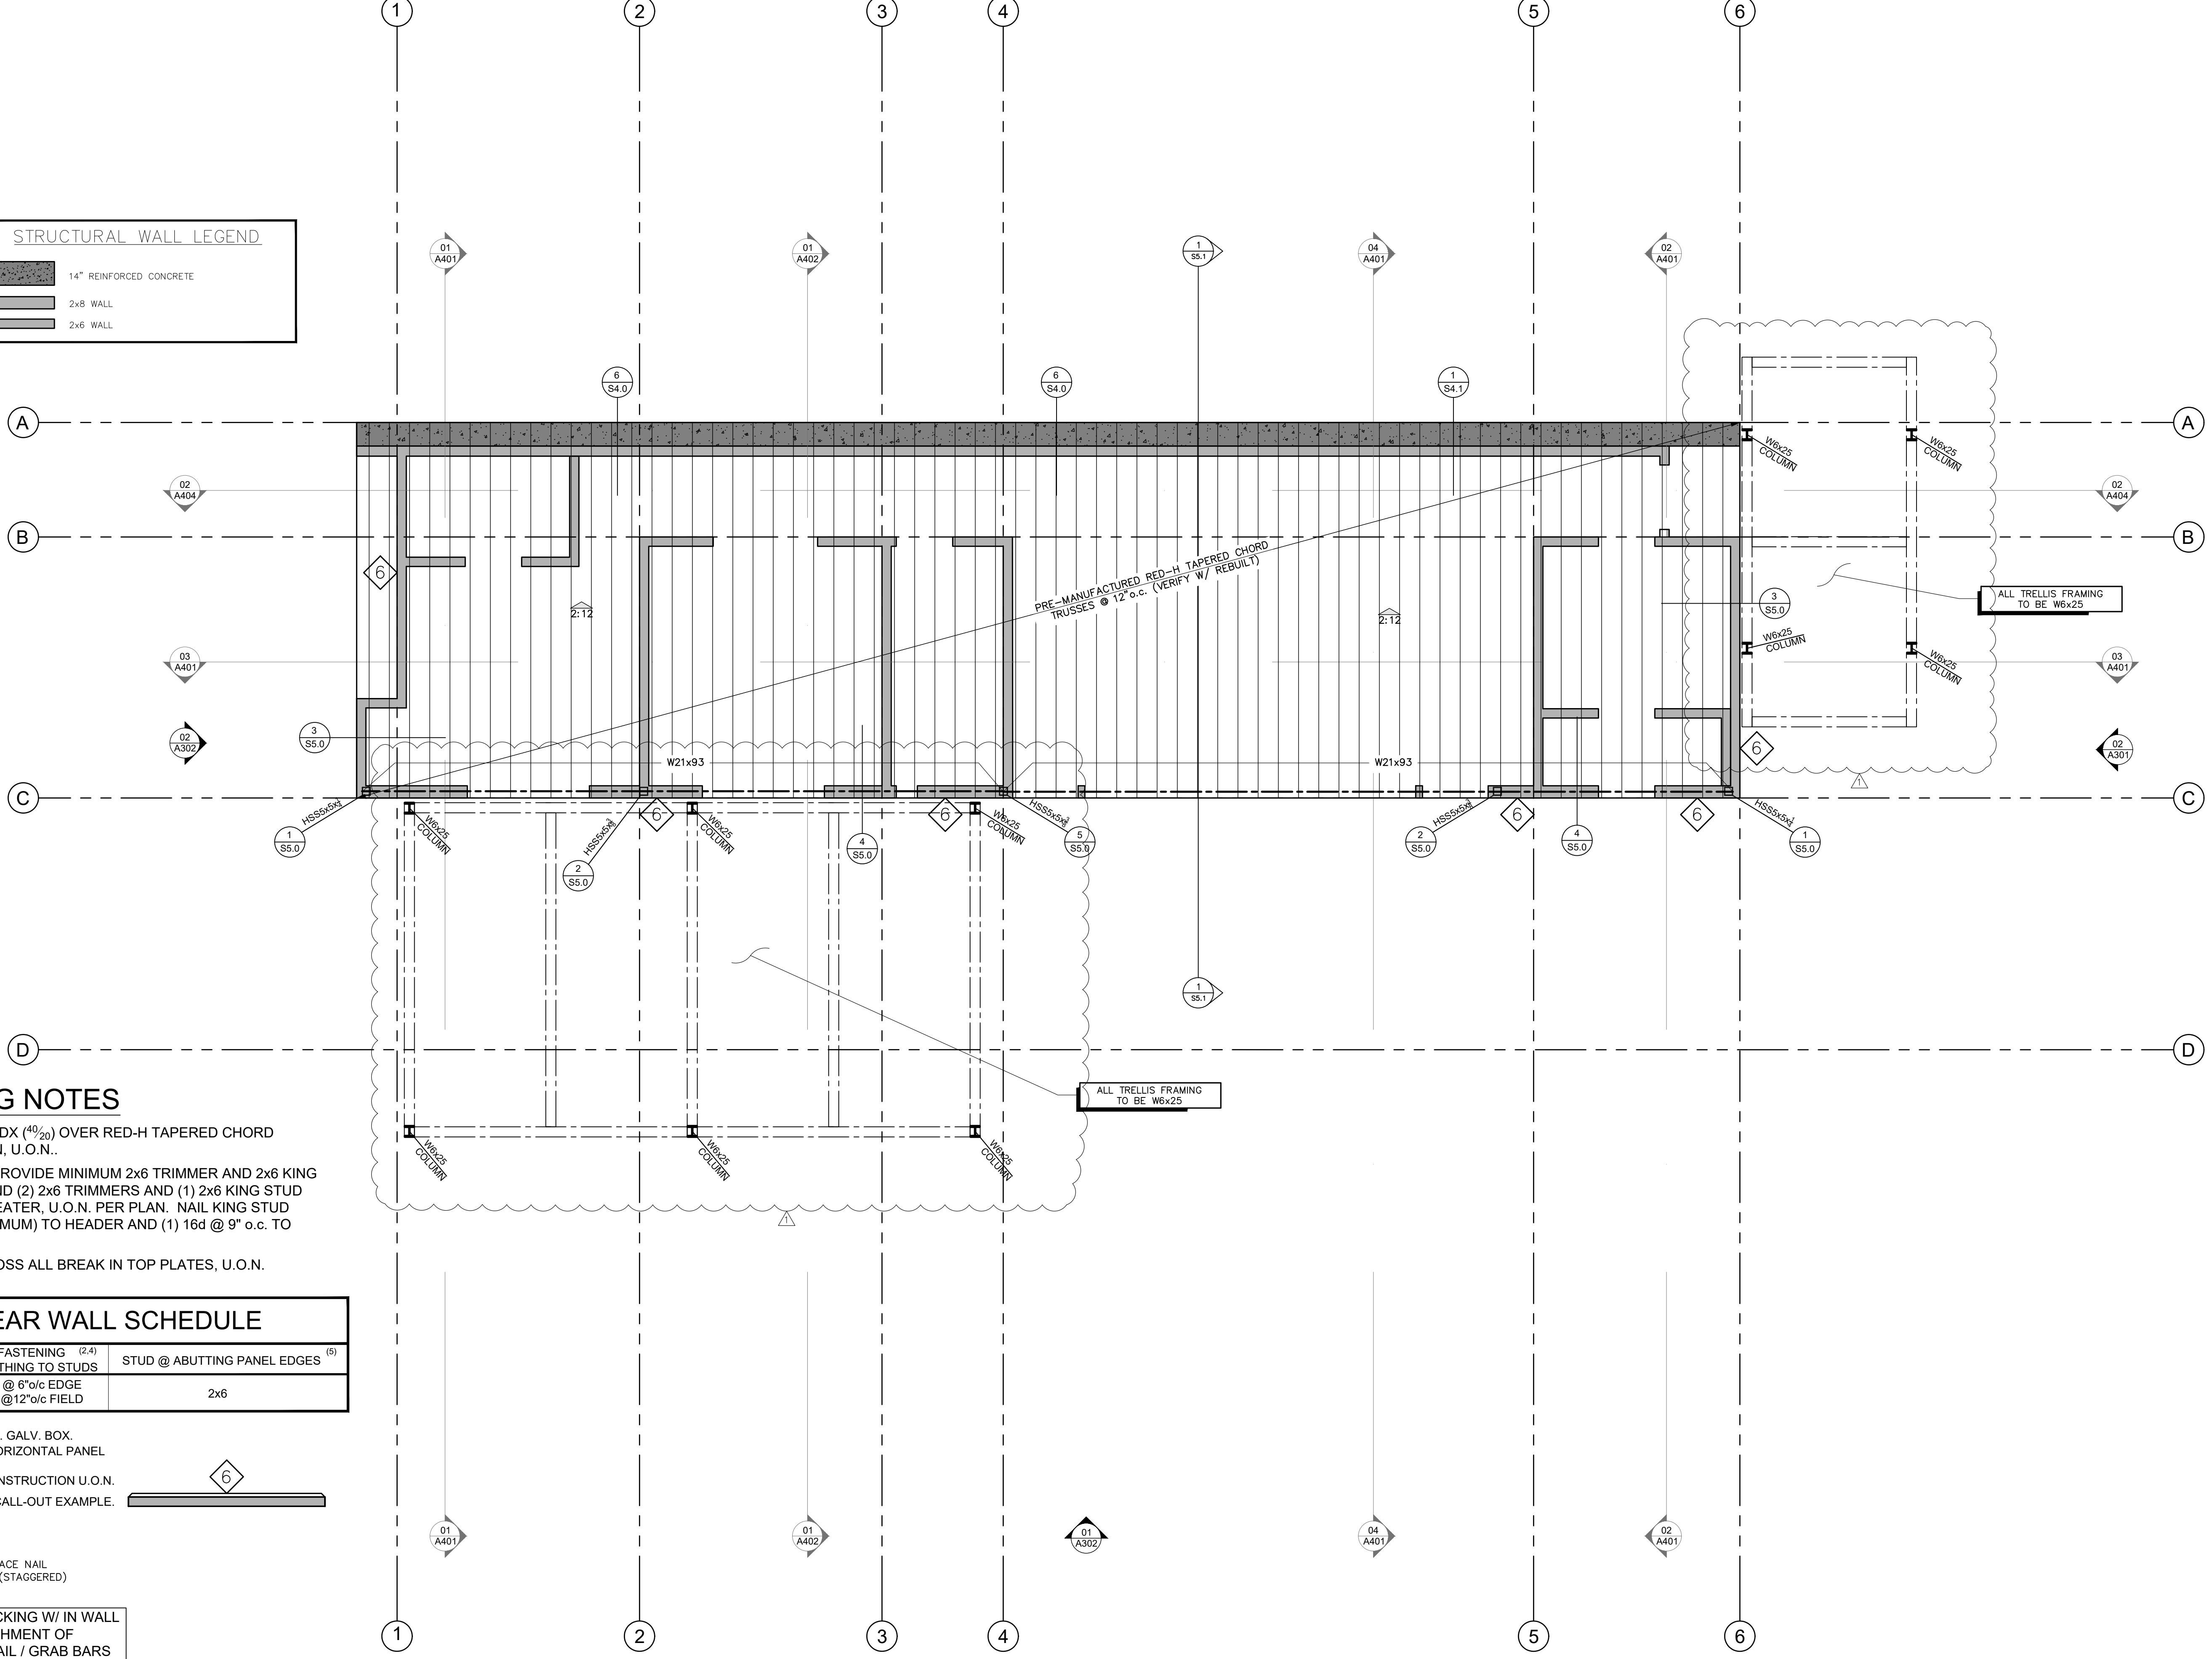 1
2
3
4
5
6
STRUCTURAL WALL LEGEND
14" REINFORCED CONCRETE
2x8 WALL
2x6 WALL
01
A401
01
A402
1
S5.1
04
A401
02
A401
6
S4.0
6
S4.0
1
S4.1
A
A
W6x25
COLUMN
W6x25
COLUMN
02
A404
02
A404
B
B
6
2:12
PRE-MANUFACTURED RED-H TAPERED CHORD
TRUSSES @ 12"o.c. (VERIFY W/ REBUILT)
2:12
3
S5.0
ALL TRELLIS FRAMING
TO BE W6x25
W6x25
COLUMN
W6x25
COLUMN
03
A401
03
A401
02
A302
3
S5.0
W21x93
W21x93
6
02
A301
1
C
C
HSS5x5x
1
S5.0
W6x25
COLUMN
HSS5x5x
2
S5.0
6
W6x25
COLUMN
4
S5.0
6
W6x25
COLUMN
HSS5x5x
5
S5.0
HSS5x5x
2
S5.0
6
4
S5.0
6
HSS5x5x
1
S5.0
1
S5.1
D
D
G NOTES
DX (40/20) OVER RED-H TAPERED CHORD
, U.O.N..
ROVIDE MINIMUM 2x6 TRIMMER AND 2x6 KING
ND (2) 2x6 TRIMMERS AND (1) 2x6 KING STUD
EATER, U.O.N. PER PLAN. NAIL KING STUD
MUM) TO HEADER AND (1) 16d @ 9" o.c. TO
OSS ALL BREAK IN TOP PLATES, U.O.N.
ALL TRELLIS FRAMING
TO BE W6x25
W6x25
COLUMN
W6x25
COLUMN
W6x25
COLUMN
1
EAR WALL SCHEDULE
FASTENING (2,4)
THING TO STUDS
STUD @ ABUTTING PANEL EDGES (5)
@ 6"o/c EDGE
@12"o/c FIELD
2x6
. GALV. BOX.
ORIZONTAL PANEL
NSTRUCTION U.O.N.
CALL-OUT EXAMPLE.
6
01
A401
01
A402
01
A302
04
A401
02
A401
ACE NAIL
(STAGGERED)
CKING W/ IN WALL
HMENT OF
AIL / GRAB BARS
1
2
3
4
5
6